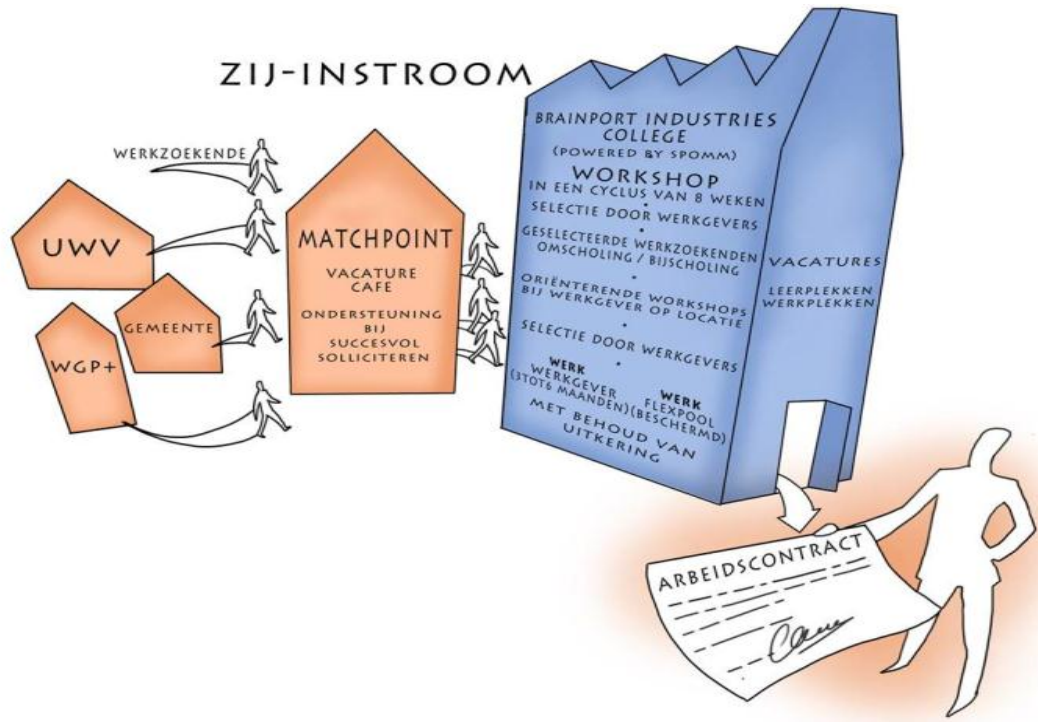 ZIJ-INSTROOM
WERKZOEKENDE
UWV
GEMEENTE
WGP+
MATCHPOINT
VACATURE
CAFE
ONDERSTEUNING
BIJ
SUCCESVOL
SOLLICITEREN
BRAINPORT INDUSTRIES
COLLEGE
(POWERED BY SPOMM)
WORKSHOP
IN EEN CYCLUS VAN 8 WEKEN
•
SELECTIE DOOR WERKGEVERS
•
GESELECTEERDE WERKZOEKENDEN
OMSCHOLING / BIJSCHOLING
•
ORIËNTERENDE WORKSHOPS
BIJ WERKGEVER OP LOCATIE
•
SELECTIE DOOR WERKGEVERS
•
WERK
WERKGEVER
(3TOT6 MAANDEN)
WERK
FLEXPOOL
(BESCHERMD)
MET BEHOUD VAN
UITKERING
VACATURES
LEERPLEKKEN
WERKPLEKKEN
ARBEIDSCONTRACT